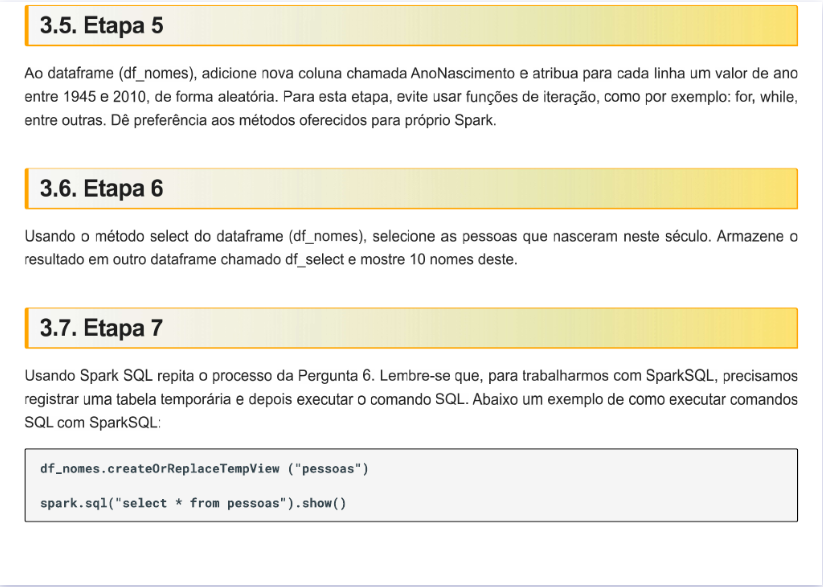 3.5. Etapa 5
Ao dataframe (df_nomes), adicione nova coluna chamada AnoNascimento e atribua para cada linha um valor de ano
entre 1945 e 2010, de forma aleatória. Para esta etapa, evite usar funções de iteração, como por exemplo: for, while,
entre outras. Dê preferência aos métodos oferecidos para próprio Spark.
3.6. Etapa 6
Usando o método select do dataframe (df_nomes), selecione as pessoas que nasceram neste século. Armazene o
resultado em outro dataframe chamado df_select e mostre 10 nomes deste.
3.7. Etapa 7
Usando Spark SQL repita o processo da Pergunta 6. Lembre-se que, para trabalharmos com SparkSQL, precisamos
registrar uma tabela temporária e depois executar o comando SQL. Abaixo um exemplo de como executar comandos
SQL com SparkSQL:
df_nomes.createOrReplaceTempView ("pessoas")
spark.sql("select * from pessoas").show()